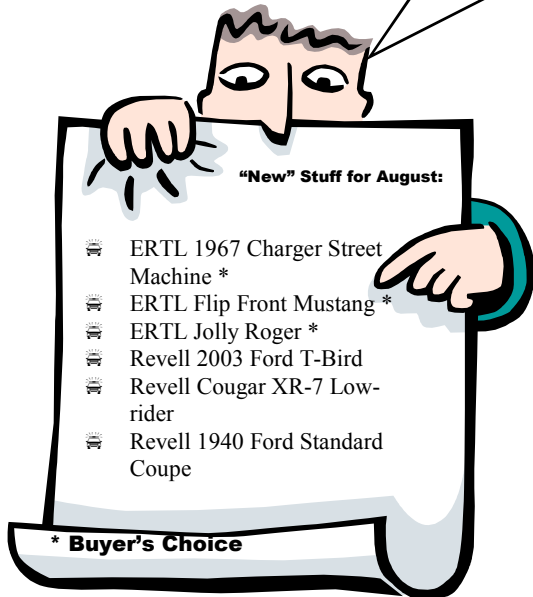 “New” Stuff for August:
ERTL 1967 Charger Street
Machine *
ERTL Flip Front Mustang *
ERTL Jolly Roger *
Revell 2003 Ford T-Bird
Revell Cougar XR-7 Low-
rider
Revell 1940 Ford Standard
Coupe
* Buyer’s Choice